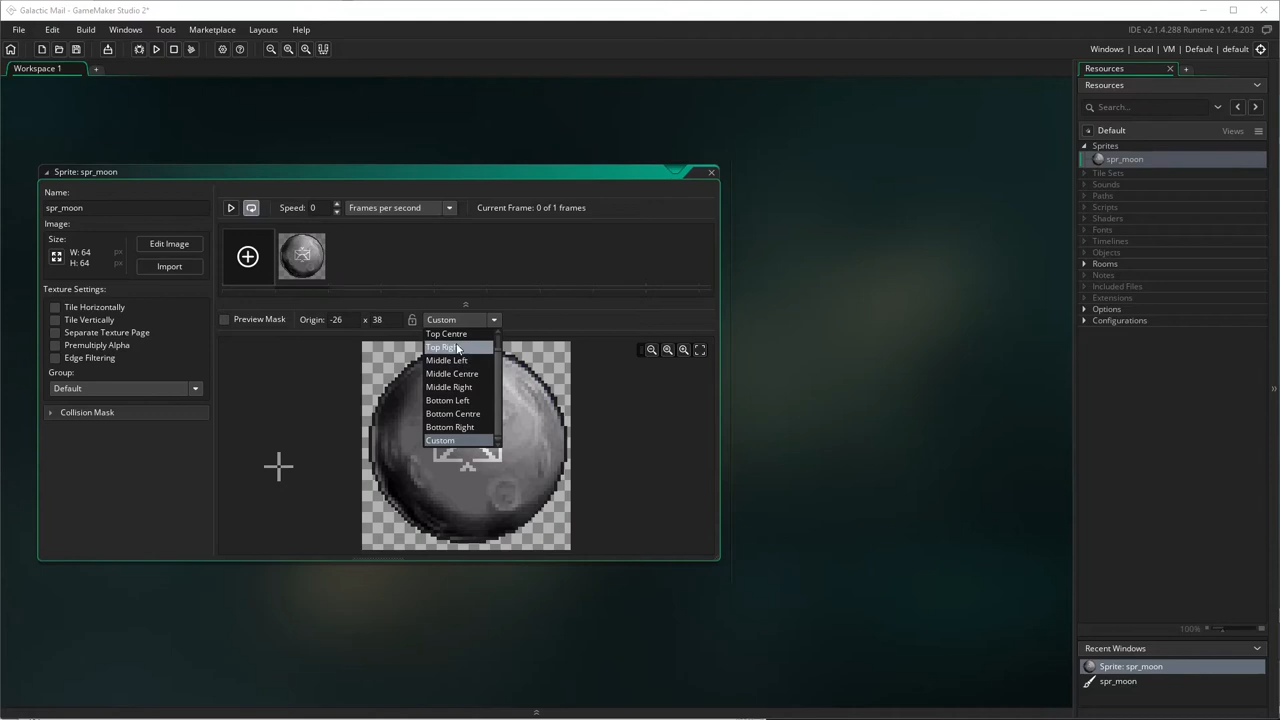 Galactic Mail - GameMaker Studio 2*
File Edit Build Windows Tools Marketplace Layouts Help
IDE v2.1.4.288 Runtime v2.1.4.203
Windows | Local | VM | Default | default
Workspace 1
Resources
Resources
Search...
Default Views
Sprites
spr_moon
Tile Sets
Sounds
Paths
Scripts
Shaders
Fonts
Timelines
Objects
Rooms
Notes
Included Files
Extensions
Options
Configurations
100%
Recent Windows
Sprite: spr_moon
spr_moon
Sprite: spr_moon
Name:
spr_moon
Image:
Size:
W: 64 px
H: 64 px
Edit Image
Import
Texture Settings:
Tile Horizontally
Tile Vertically
Separate Texture Page
Premultiply Alpha
Edge Filtering
Group:
Default
Collision Mask
Speed: 0 Frames per second Current Frame: 0 of 1 frames
Preview Mask Origin: -26 x 38 Custom
Top Centre
Top Right
Middle Left
Middle Centre
Middle Right
Bottom Left
Bottom Centre
Bottom Right
Custom